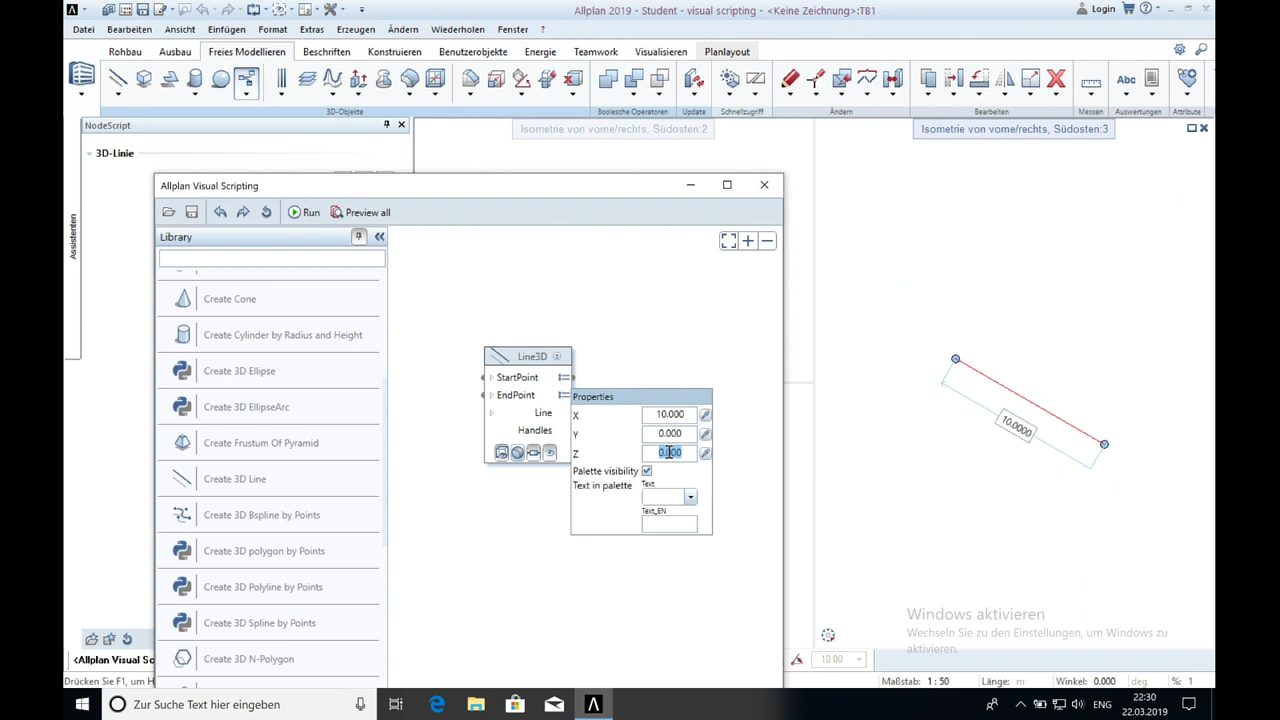 Allplan 2019 - Student - visual scripting - <Keine Zeichnung>:TB1
Login
Datei Bearbeiten Einfügen Format Extras Erzeugen Ändern Wiederholen Fenster ?
Rohbau Ausbau Freies Modellieren Beschriften Konstruieren Benutzerobjekte Energie Teamwork Visualisieren Planlayout
Abc
3D-Objekte Boolesche Operatoren Update Schnellzugriff Ändern Bearbeiten Messen Auswertungen Attribute
NodeScript
Isometrie von vorne/rechts, Südosten:2
Isometrie von vorne/rechts, Südosten:3
3D-Linie
Assistenten
Allplan Visual Scripting
Run
Preview all
Library
Create Cone
Create Cylinder by Radius and Height
Create 3D Ellipse
Create 3D EllipseArc
Create Frustum Of Pyramid
Create 3D Line
Create 3D Bspline by Points
Create 3D polygon by Points
Create 3D Polyline by Points
Create 3D Spline by Points
Create 3D N-Polygon
Line3D
StartPoint
EndPoint
Line
Handles
Properties
X 10.000
Y 0.000
Z 0.000
Palette visibility
Text in palette Text
Text_EN
10.0000
Windows aktivieren
Wechseln Sie zu den Einstellungen, um Windows zu
aktivieren.
<Allplan Visual Scr
10.00
Drücken Sie F1, um H
Maßstab: 1 : 50 Länge: m Winkel: 0.000 deg %: 1
Zur Suche Text hier eingeben
ENG
22:30
22.03.2019